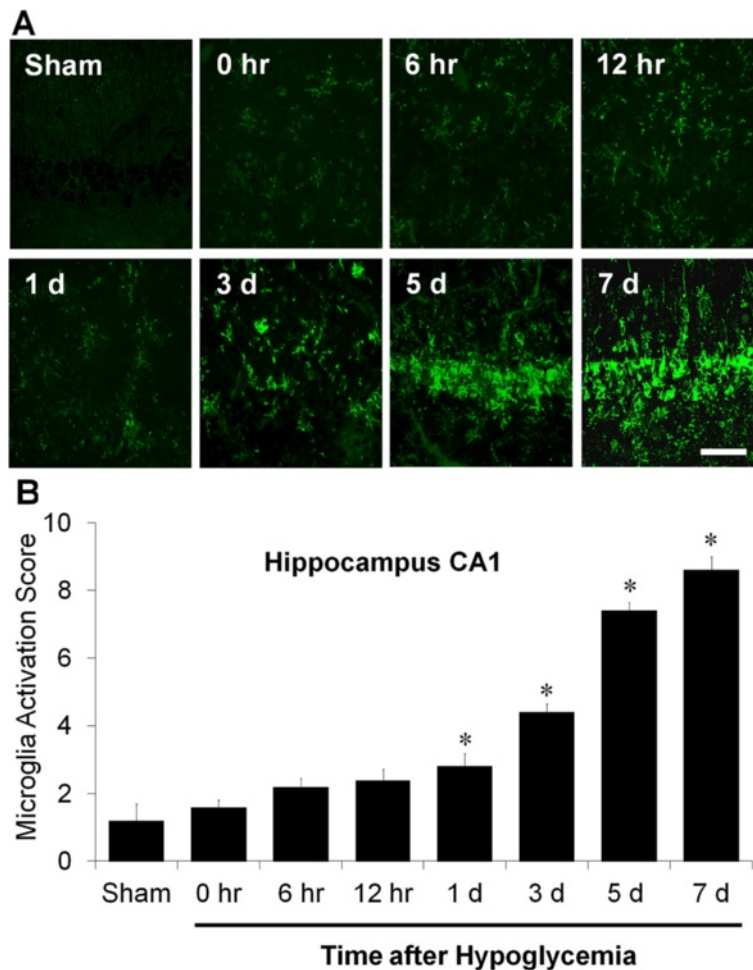 A
Sham 0 hr 6 hr 12 hr
1 d 3 d 5 d 7 d
B
Hippocampus CA1
Microglia Activation Score
10
8
6
4
2
0
* * * *
Sham 0 hr 6 hr 12 hr 1 d 3 d 5 d 7 d
Time after Hypoglycemia